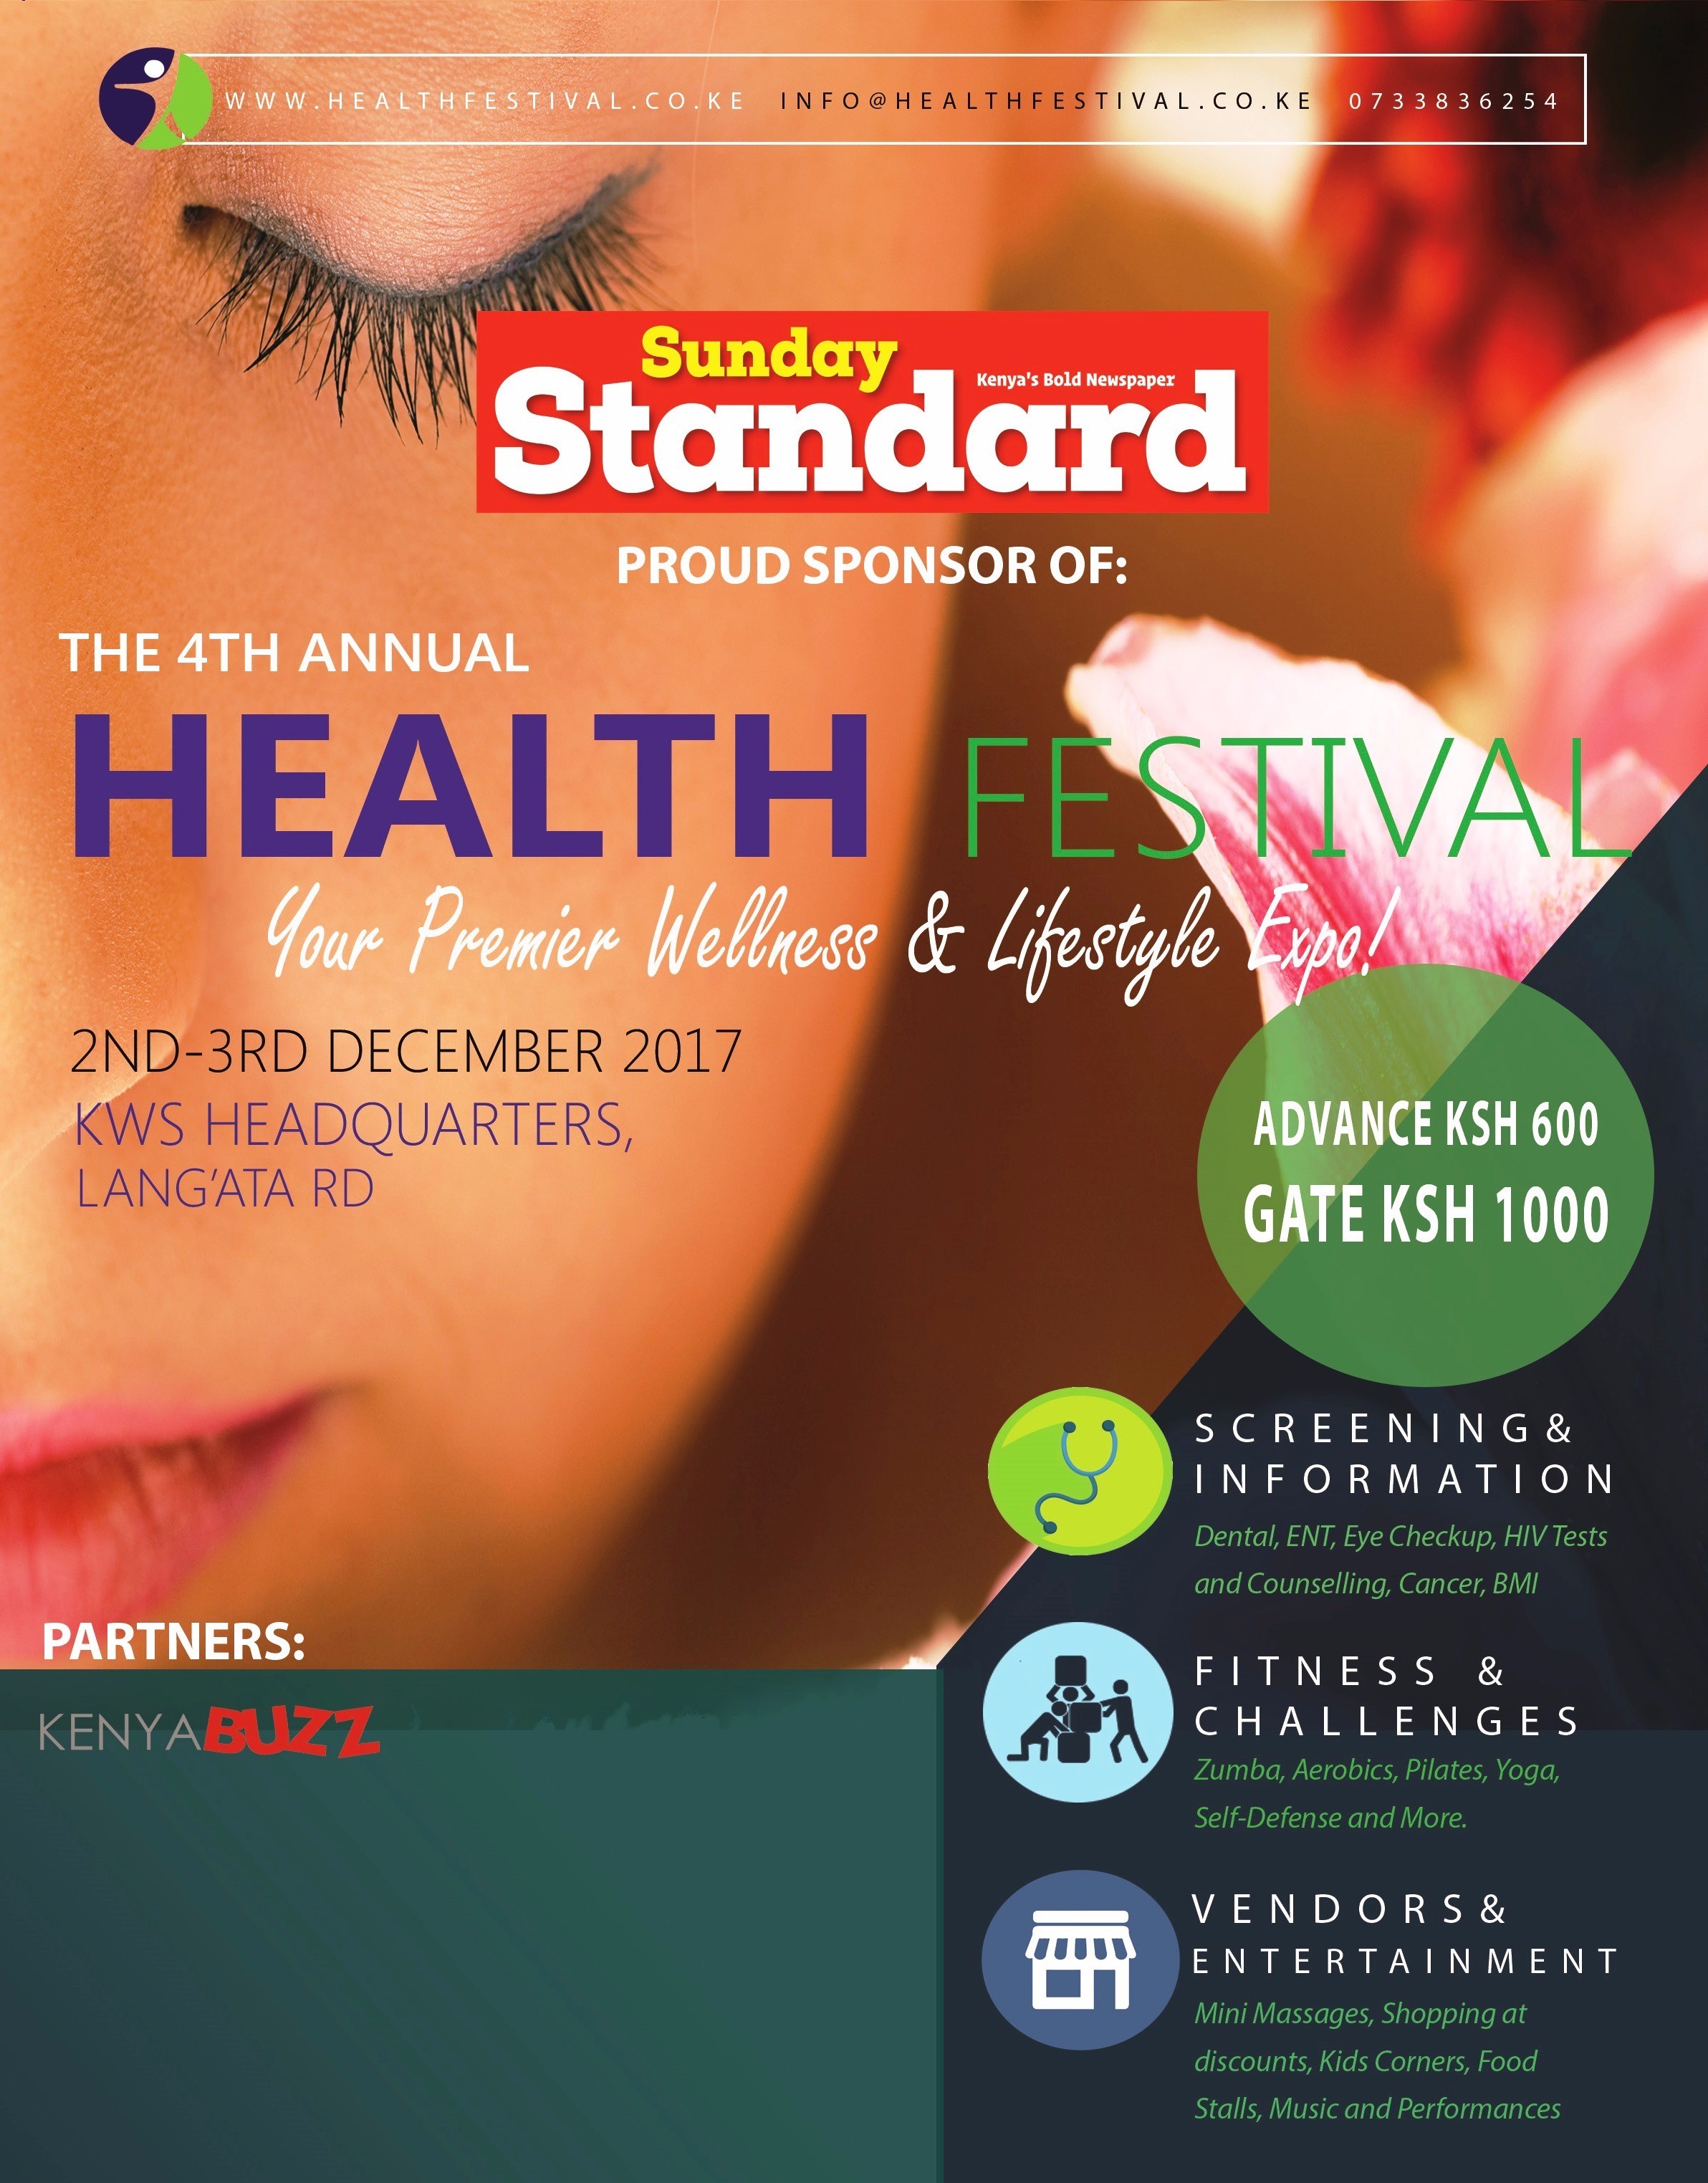 WWW.HEALTHFESTIVAL.CO.KE INFO@HEALTHFESTIVAL.CO.KE 0733836254
Sunday
Kenya's Bold Newspaper
Standard
PROUD SPONSOR OF:
THE 4TH ANNUAL
HEALTH FESTIVAL
Your Premier Wellness & Lifestyle Expo!
2ND-3RD DECEMBER 2017
KWS HEADQUARTERS,
LANG'ATA RD
ADVANCE KSH 600
GATE KSH 1000
SCREENING&
INFORMATION
Dental, ENT, Eye Checkup, HIV Tests
and Counselling, Cancer, BMI
FITNESS &
CHALLENGES
Zumba, Aerobics, Pilates, Yoga,
Self-Defense and More.
VENDORS&
ENTERTAINMENT
Mini Massages, Shopping at
discounts, Kids Corners, Food
Stalls, Music and Performances
PARTNERS:
KENYABUZZ